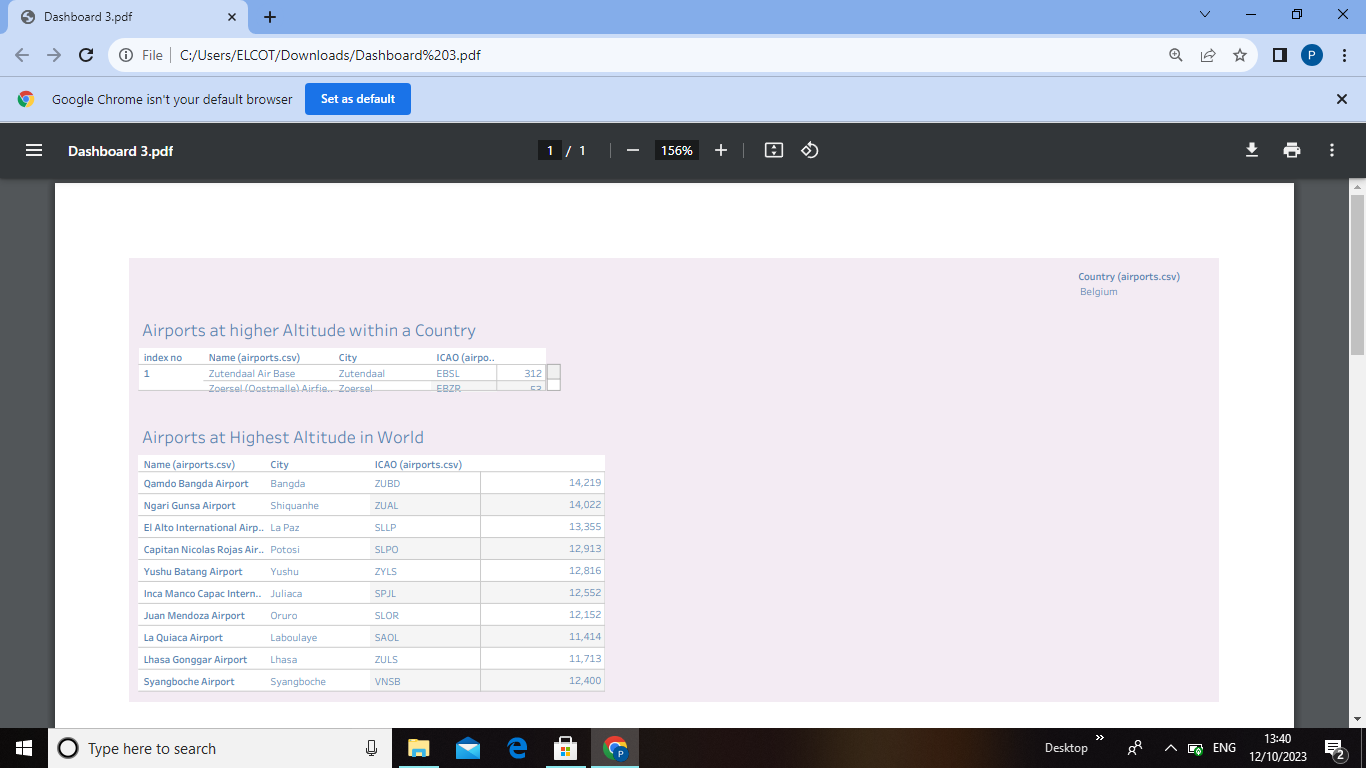 Dashboard 3.pdf
File C:/Users/ELCOT/Downloads/Dashboard%203.pdf
P
Google Chrome isn't your default browser Set as default
Dashboard 3.pdf 1 / 1 156%
Country (airports.csv)
Belgium
Airports at higher Altitude within a Country
index no Name (airports.csv) City ICAO (airpo..
1 Zutendaal Air Base Zutendaal EBSL 312
Zoersel (Oostmalle) Airfie.. Zoersel EBZR 53
Airports at Highest Altitude in World
Name (airports.csv) City ICAO (airports.csv)
Qamdo Bangda Airport Bangda ZUBD 14,219
Ngari Gunsa Airport Shiquanhe ZUAL 14,022
El Alto International Airp.. La Paz SLLP 13,355
Capitan Nicolas Rojas Air.. Potosi SLPO 12,913
Yushu Batang Airport Yushu ZYLS 12,816
Inca Manco Capac Intern.. Juliaca SPJL 12,552
Juan Mendoza Airport Oruro SLOR 12,152
La Quiaca Airport Laboulaye SAOL 11,414
Lhasa Gonggar Airport Lhasa ZULS 11,713
Syangboche Airport Syangboche VNSB 12,400
Type here to search
P
Desktop
ENG
13:40
12/10/2023
2